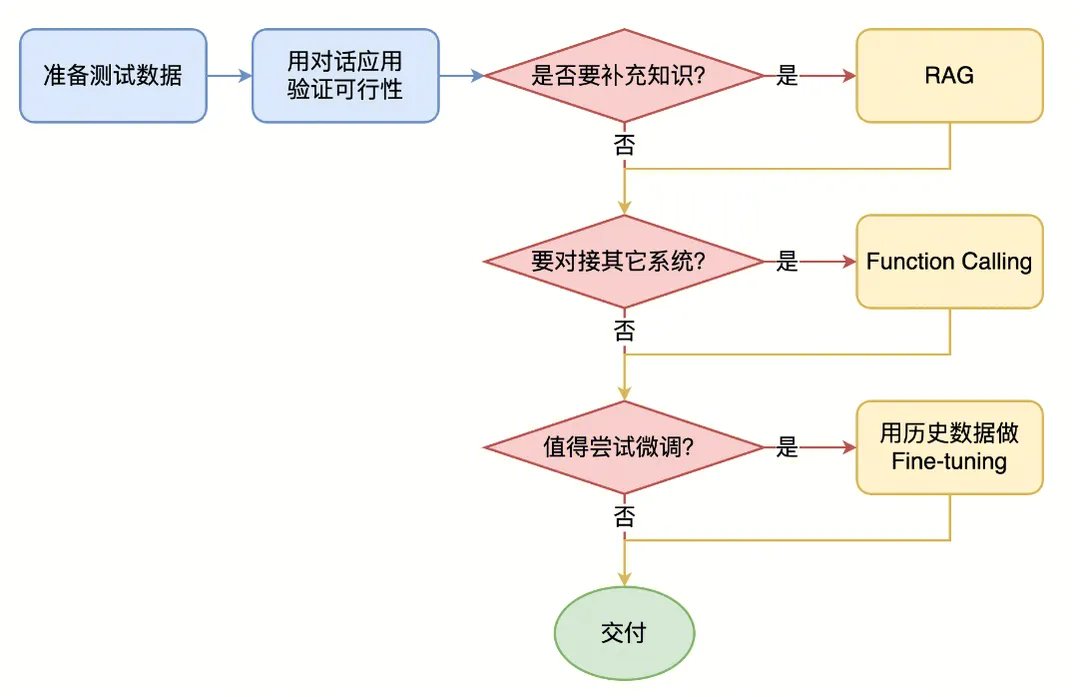 准备测试数据
用对话应用
验证可行性
是否要补充知识?
是
RAG
否
要对接其它系统?
是
Function Calling
否
值得尝试微调?
是
用历史数据做
Fine-tuning
否
交付